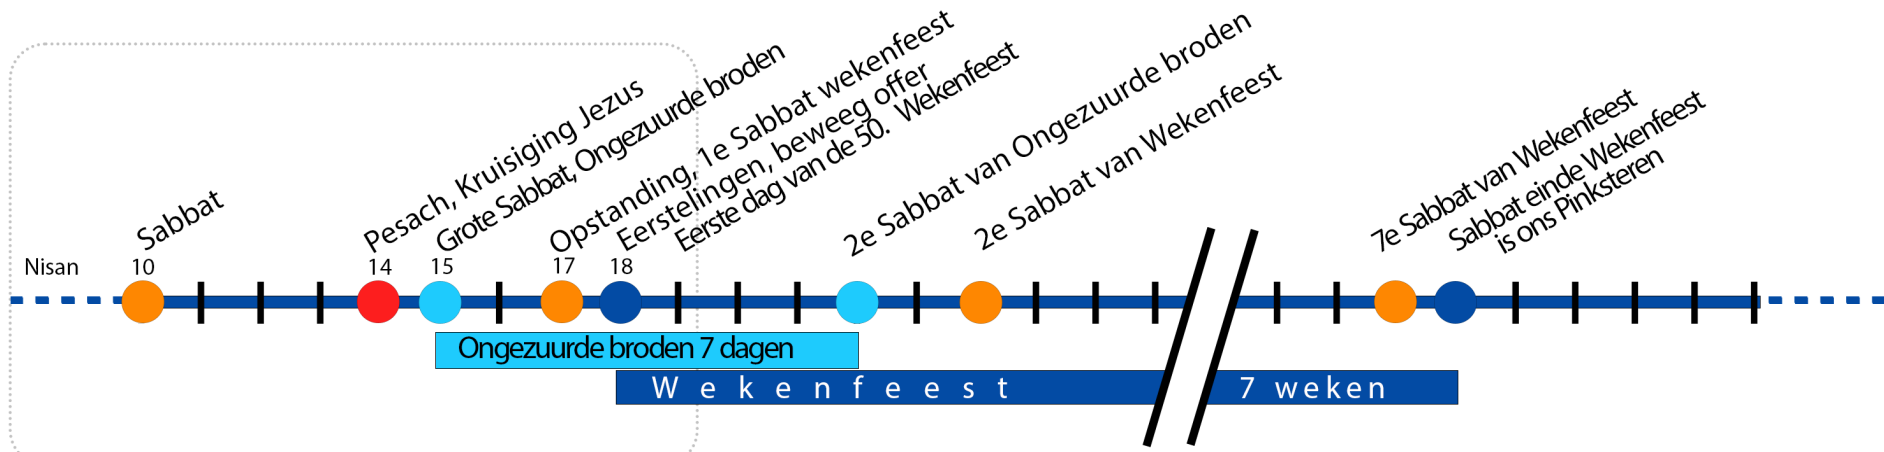 Sabbat
Pesach, Kruisiging Jezus
Grote Sabbat, Ongezuurde broden
Opstanding, 1e Sabbat wekenfeest
Eerstelingen, beweeg offer
Eerste dag van de 50. Wekenfeest
2e Sabbat van Ongezuurde broden
2e Sabbat van Wekenfeest
7e Sabbat van Wekenfeest
Sabbat einde Wekenfeest
is ons Pinksteren
Nisan 10 14 15 17 18
Ongezuurde broden 7 dagen
Wekenfeest 7 weken